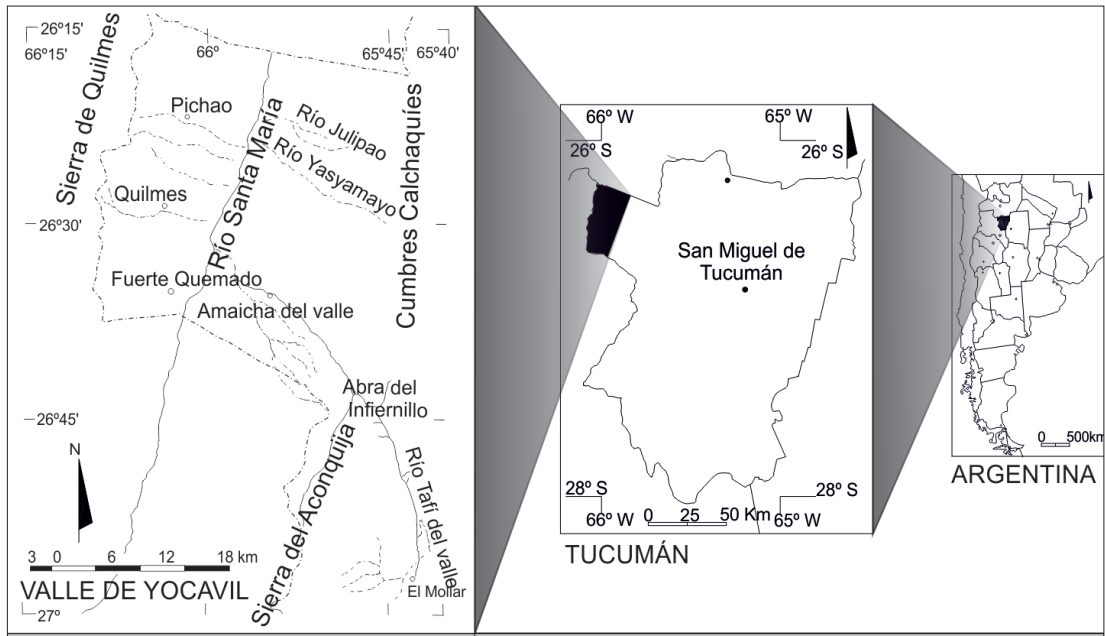 26º15'
66º15'
66º
65º45'
65º40'
Sierra de Quilmes
Pichao
Río Santa María
Río Julipao
Río Yasyamayo
Cumbres Calchaquíes
Quilmes
26º30'
Fuerte Quemado
Amaicha del valle
Abra del
Infiernillo
26º45'
N
Sierra del Aconquija
Río Tafí del valle
3 0 6 12 18 km
VALLE DE YOCAVIL
El Mollar
27º
66º W
65º W
26º S
26º S
San Miguel de
Tucumán
28º S
28º S
66º W
65º W
0 25 50 Km
TUCUMÁN
0 500km
ARGENTINA